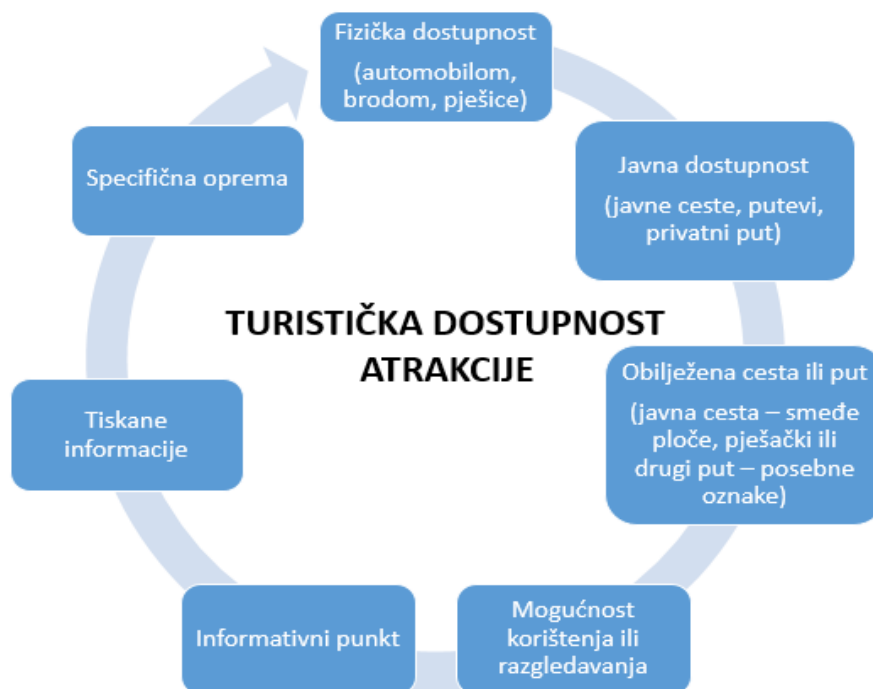 Fizička dostupnost
(automobilom,
brodom, pješice)
Javna dostupnost
(javne ceste, putevi,
privatni put)
Obilježena cesta ili put
(javna cesta – smeđe
ploče, pješački ili
drugi put – posebne
oznake)
Mogućnost
korištenja ili
razgledavanja
Informativni punkt
Tiskane
informacije
Specifična oprema
TURISTIČKA DOSTUPNOST
ATRAKCIJE